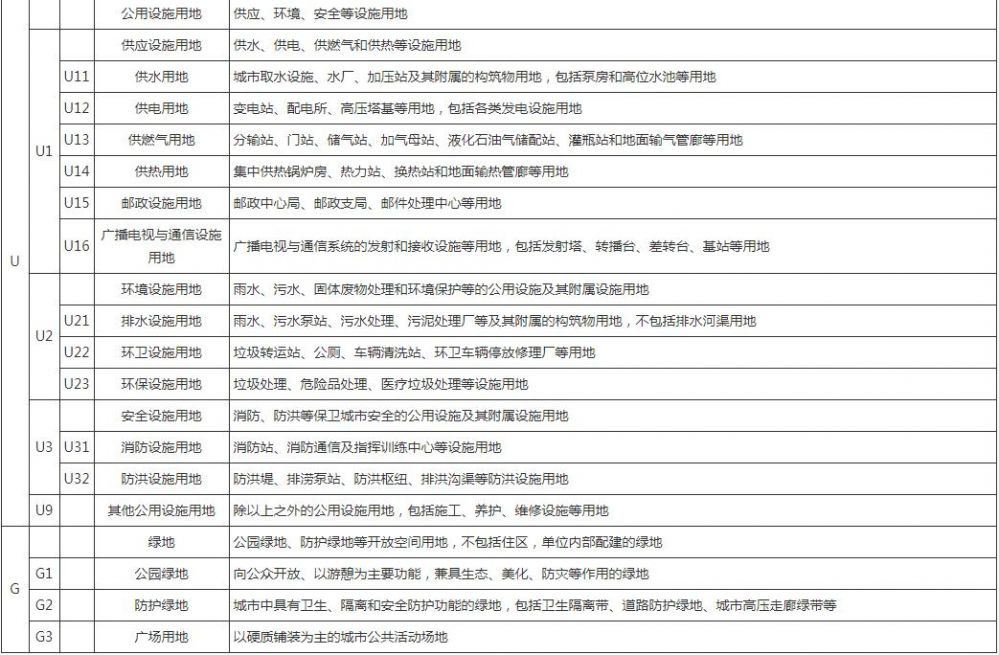 公用设施用地 供应、环境、安全等设施用地
供应设施用地 供水、供电、供燃气和供热等设施用地
U11 供水用地 城市取水设施、水厂、加压站及其附属的构筑物用地，包括泵房和高位水池等用地
U12 供电用地 变电站、配电所、高压塔基等用地，包括各类发电设施用地
U13 供燃气用地 分输站、门站、储气站、加气母站、液化石油气储配站、灌瓶站和地面输气管廊等用地
U1
U14 供热用地 集中供热锅炉房、热力站、换热站和地面输热管廊等用地
U15 邮政设施用地 邮政中心局、邮政支局、邮件处理中心等用地
广播电视与通信设施
U16 广播电视与通信系统的发射和接收设施等用地，包括发射塔、转播台、差转台、基站等用地
用地
U
环境设施用地 雨水、污水、固体废物处理和环境保护等的公用设施及其附属设施用地
U21 排水设施用地 雨水、污水泵站、污水处理、污泥处理厂等及其附属的构筑物用地，不包括排水河渠用地
U2
U22 环卫设施用地 垃圾转运站、公厕、车辆清洗站、环卫车辆停放修理厂等用地
U23 环保设施用地 垃圾处理、危险品处理、医疗垃圾处理等设施用地
安全设施用地 消防、防洪等保卫城市安全的公用设施及其附属设施用地
U3 U31 消防设施用地 消防站、消防通信及指挥训练中心等设施用地
U32 防洪设施用地 防洪堤、排涝泵站、防洪枢纽、排洪沟渠等防洪设施用地
U9 其他公用设施用地 除以上之外的公用设施用地，包括施工、养护、维修设施等用地
绿地 公园绿地、防护绿地等开放空间用地，不包括住区，单位内部配建的绿地
G1 公园绿地 向公众开放、以游憩为主要功能，兼具生态、美化、防灾等作用的绿地
G
G2 防护绿地 城市中具有卫生、隔离和安全防护功能的绿地，包括卫生隔离带、道路防护绿地、城市高压走廊绿带等
G3 广场用地 以硬质铺装为主的城市公共活动场地